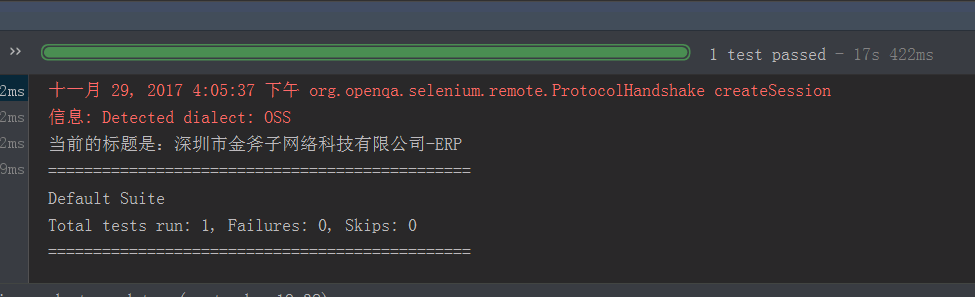 >> 1 test passed - 17s 422ms
2ms 十一月 29, 2017 4:05:37 下午 org.openqa.selenium.remote.ProtocolHandshake createSession
2ms 信息: Detected dialect: OSS
2ms 当前的标题是: 深圳市金斧子网络科技有限公司-ERP
9ms ===============================================
Default Suite
Total tests run: 1, Failures: 0, Skips: 0
===============================================